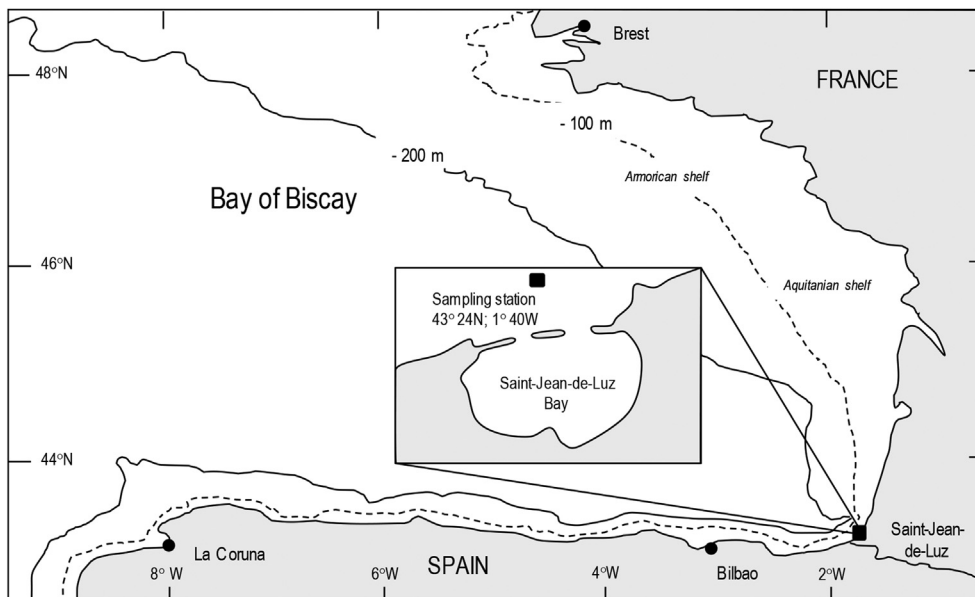 Brest
48°N
FRANCE
- 100 m
- 200 m
Armorican shelf
Bay of Biscay
46°N
Aquitanian shelf
Sampling station
43° 24N; 1° 40W
Saint-Jean-de-Luz
Bay
44°N
Saint-Jean-
de-Luz
La Coruna
SPAIN
Bilbao
8° W
6° W
4° W
2°W